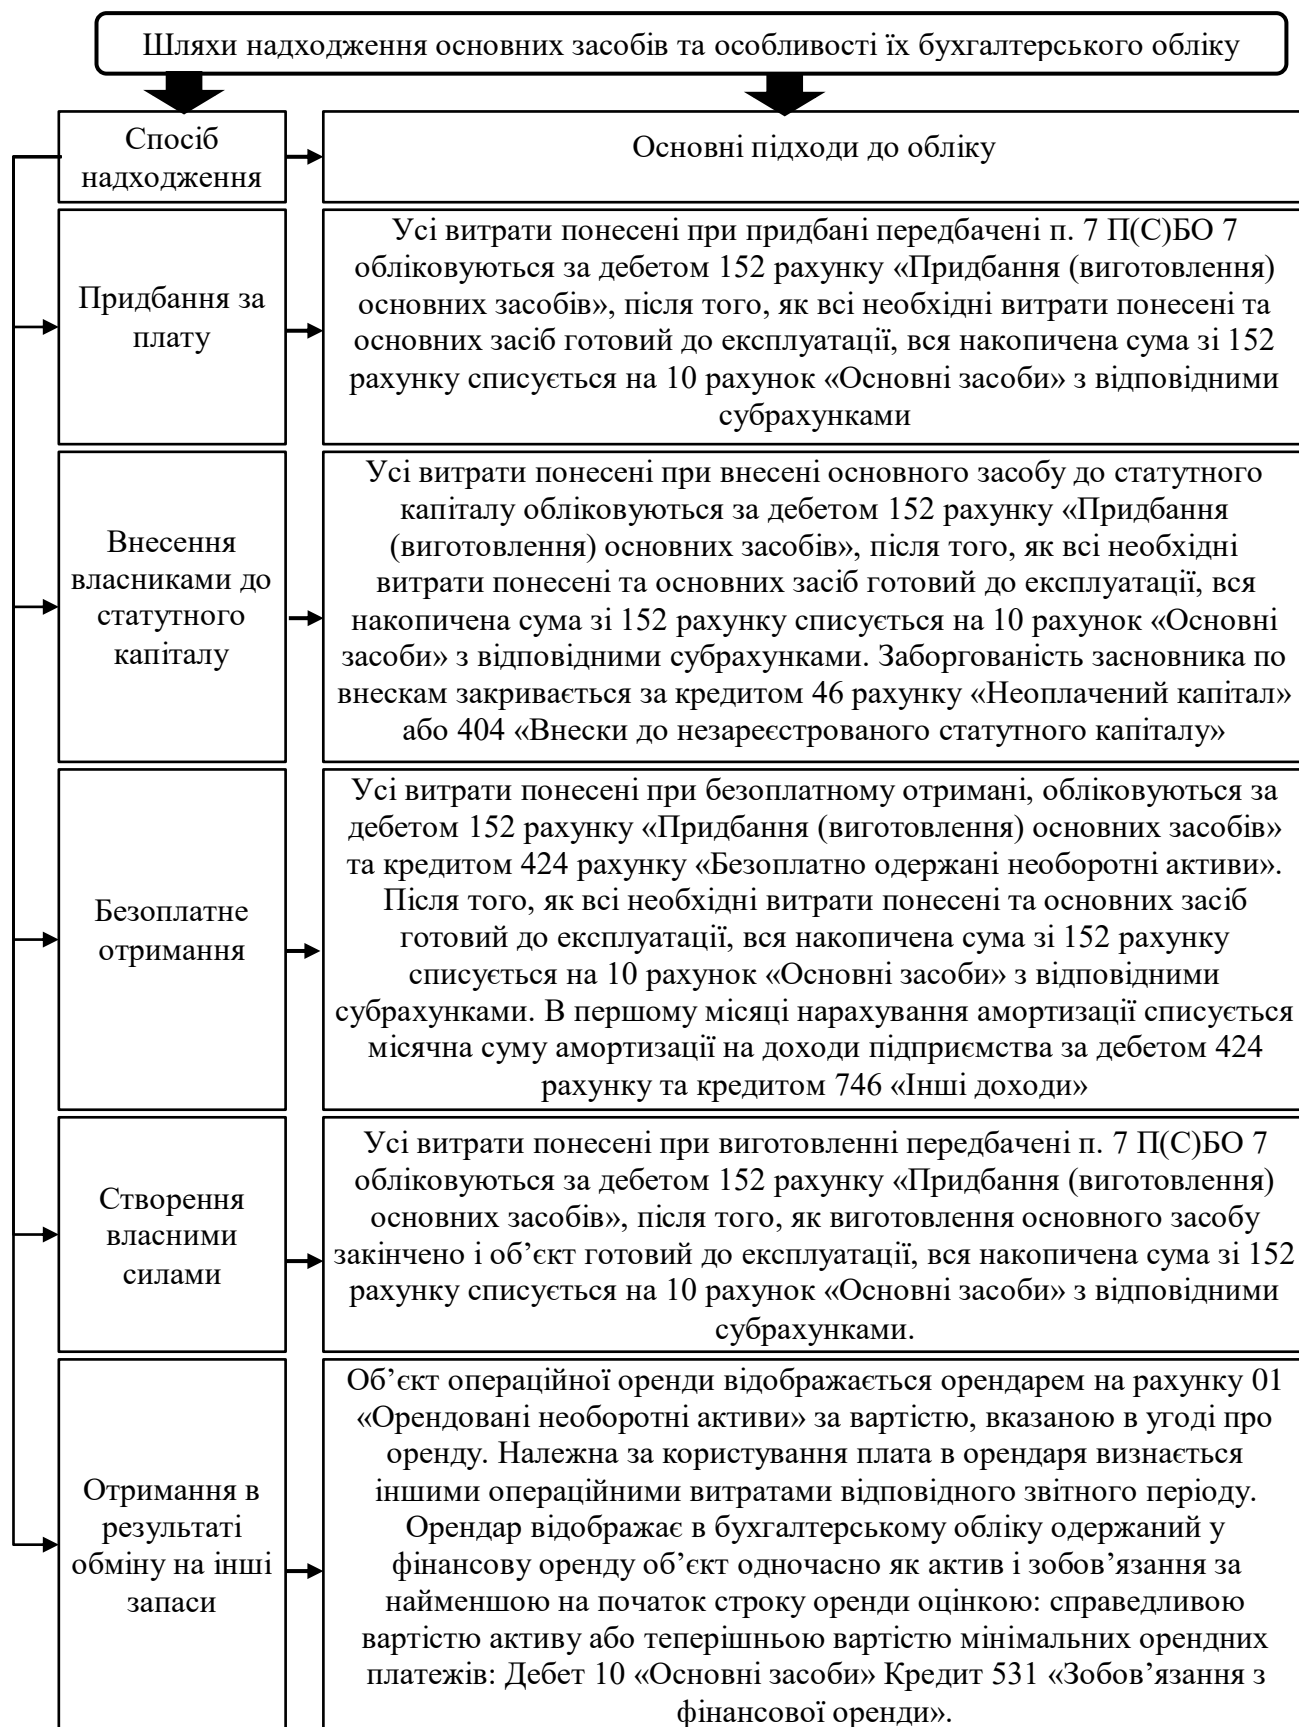 Шляхи надходження основних засобів та особливості їх бухгалтерського обліку
Спосіб
надходження
Основні підходи до обліку
Придбання за
плату
Усі витрати понесені при придбані передбачені п. 7 П(С)БО 7
обліковуються за дебетом 152 рахунку «Придбання (виготовлення)
основних засобів», після того, як всі необхідні витрати понесені та
основних засіб готовий до експлуатації, вся накопичена сума зі 152
рахунку списується на 10 рахунок «Основні засоби» з відповідними
субрахунками
Внесення
власниками до
статутного
капіталу
Усі витрати понесені при внесені основного засобу до статутного
капіталу обліковуються за дебетом 152 рахунку «Придбання
(виготовлення) основних засобів», після того, як всі необхідні
витрати понесені та основних засіб готовий до експлуатації, вся
накопичена сума зі 152 рахунку списується на 10 рахунок «Основні
засоби» з відповідними субрахунками. Заборгованість засновника по
внескам закривається за кредитом 46 рахунку «Неоплачений капітал»
або 404 «Внески до незареєстрованого статутного капіталу»
Безоплатне
отримання
Усі витрати понесені при безоплатному отримані, обліковуються за
дебетом 152 рахунку «Придбання (виготовлення) основних засобів»
та кредитом 424 рахунку «Безоплатно одержані необоротні активи».
Після того, як всі необхідні витрати понесені та основних засіб
готовий до експлуатації, вся накопичена сума зі 152 рахунку
списується на 10 рахунок «Основні засоби» з відповідними
субрахунками. В першому місяці нарахування амортизації списується
місячна суму амортизації на доходи підприємства за дебетом 424
рахунку та кредитом 746 «Інші доходи»
Створення
власними
силами
Усі витрати понесені при виготовленні передбачені п. 7 П(С)БО 7
обліковуються за дебетом 152 рахунку «Придбання (виготовлення)
основних засобів», після того, як виготовлення основного засобу
закінчено і об’єкт готовий до експлуатації, вся накопичена сума зі 152
рахунку списується на 10 рахунок «Основні засоби» з відповідними
субрахунками.
Отримання в
результаті
обміну на інші
запаси
Об’єкт операційної оренди відображається орендарем на рахунку 01
«Орендовані необоротні активи» за вартістю, вказаною в угоді про
оренду. Належна за користування плата в орендаря визнається
іншими операційними витратами відповідного звітного періоду.
Орендар відображає в бухгалтерському обліку одержаний у
фінансову оренду об’єкт одночасно як актив і зобов’язання за
найменшою на початок строку оренди оцінкою: справедливою
вартістю активу або теперішньою вартістю мінімальних орендних
платежів: Дебет 10 «Основні засоби» Кредит 531 «Зобов’язання з
фінансової оренди».